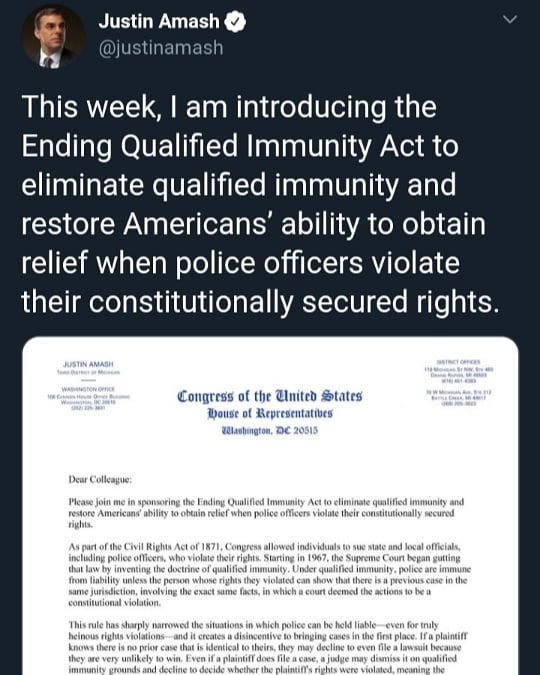 Justin Amash
@justinamash
This week, I am introducing the
Ending Qualified Immunity Act to
eliminate qualified immunity and
restore Americans' ability to obtain
relief when police officers violate
their constitutionally secured rights.
JUSTIN AMASH
WASHINGTON OFFICE
DISTRICT OFFICES
Congress of the United States
House of Representatives
Washington, DC 20515
Dear Colleague:
Please join me in sponsoring the Ending Qualified Immunity Act to eliminate qualified immunity and
restore Americans' ability to obtain relief when police officers violate their constitutionally secured
rights.
As part of the Civil Rights Act of 1871, Congress allowed individuals to sue state and local officials,
including police officers, who violate their rights. Starting in 1967, the Supreme Court began gutting
that law by inventing the doctrine of qualified immunity. Under qualified immunity, police are immune
from liability unless the person whose rights they violated can show that there is a previous case in the
same jurisdiction, involving the exact same facts, in which a court deemed the actions to be a
constitutional violation.
This rule has sharply narrowed the situations in which police can be held liable—even for truly
heinous rights violations—and it creates a disincentive to bringing cases in the first place. If a plaintiff
knows there is no prior case that is identical to theirs, they may decline to even file a lawsuit because
they are very unlikely to win. Even if a plaintiff does file a case, a judge may dismiss it on qualified
immunity grounds and decline to decide whether the plaintiff's rights were violated, meaning the